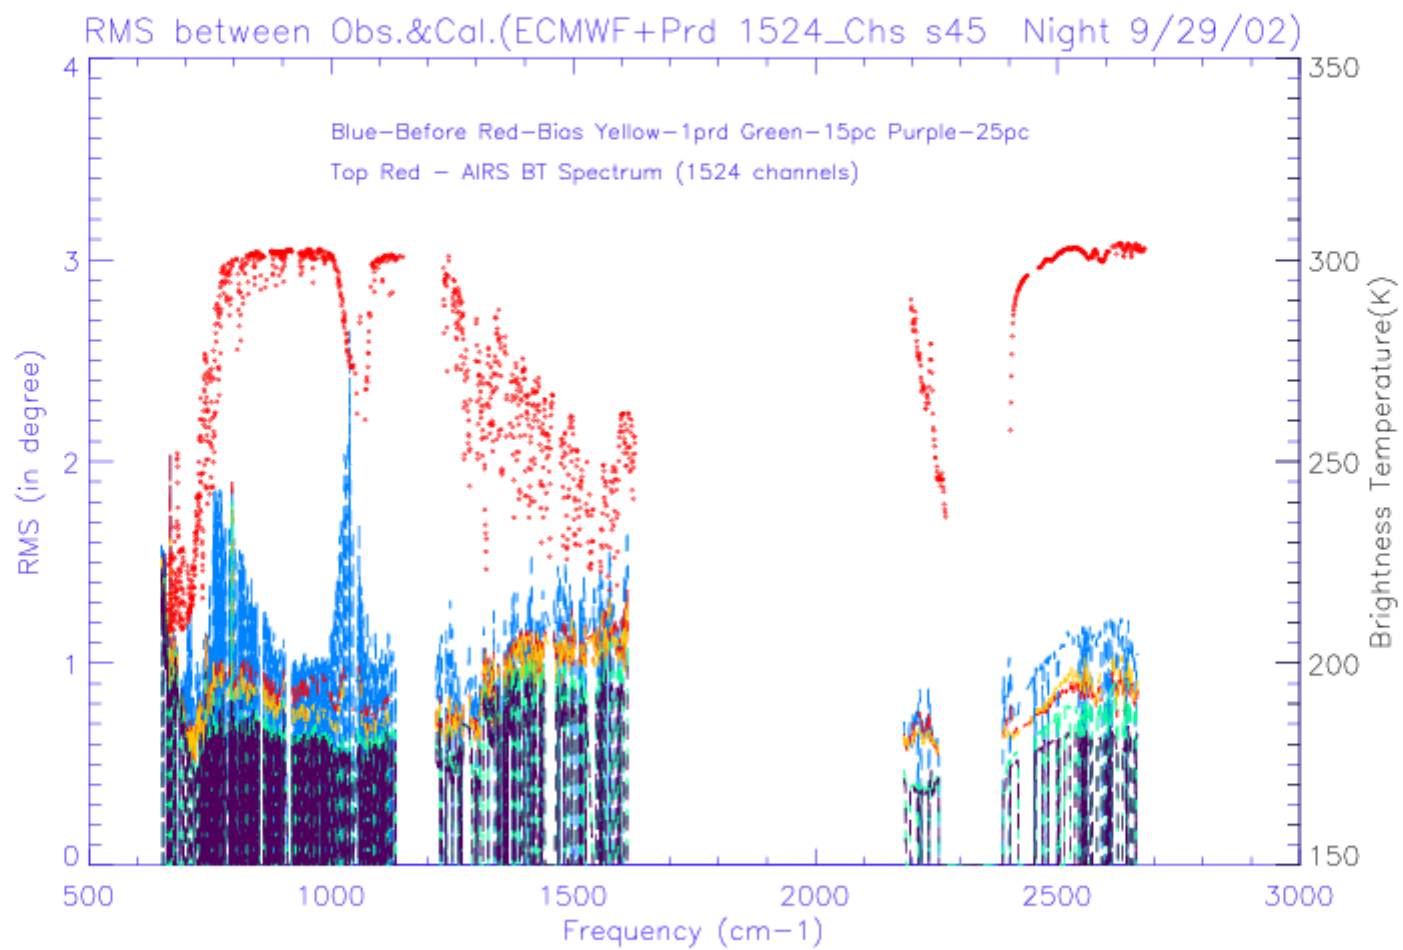 RMS between Obs.&Cal.(ECMWF+Prd 1524_Chs s45 Night 9/29/02)
4
350
Blue-Before Red-Bias Yellow-1prd Green-15pc Purple-25pc
Top Red - AIRS BT Spectrum (1524 channels)
3
300
RMS (in degree)
Brightness Temperature(K)
2
250
1
200
0
150
500 1000 1500 2000 2500 3000
Frequency (cm-1)